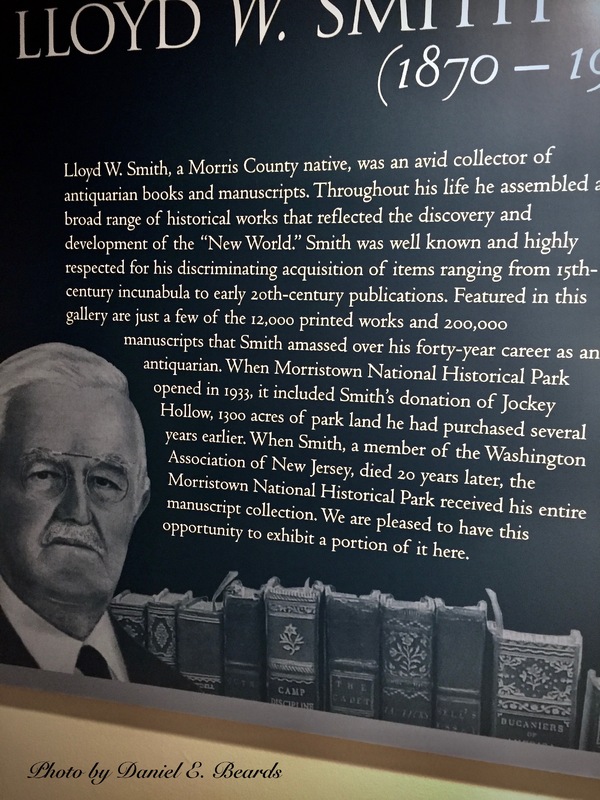 LLOYD W. SMITH
(1870 – 19
Lloyd W. Smith, a Morris County native, was an avid collector of
antiquarian books and manuscripts. Throughout his life he assembled a
broad range of historical works that reflected the discovery and
development of the “New World.” Smith was well known and highly
respected for his discriminating acquisition of items ranging from 15th-
century incunabula to early 20th-century publications. Featured in this
gallery are just a few of the 12,000 printed works and 200,000
manuscripts that Smith amassed over his forty-year career as an
antiquarian. When Morristown National Historical Park
opened in 1933, it included Smith’s donation of Jockey
Hollow, 1300 acres of park land he had purchased several
years earlier. When Smith, a member of the Washington
Association of New Jersey, died 20 years later, the
Morristown National Historical Park received his entire
manuscript collection. We are pleased to have this
opportunity to exhibit a portion of it here.
CAMP
DISCIPLINE
THE
CADET
BUCANIERS
OF
Photo by Daniel E. Beards